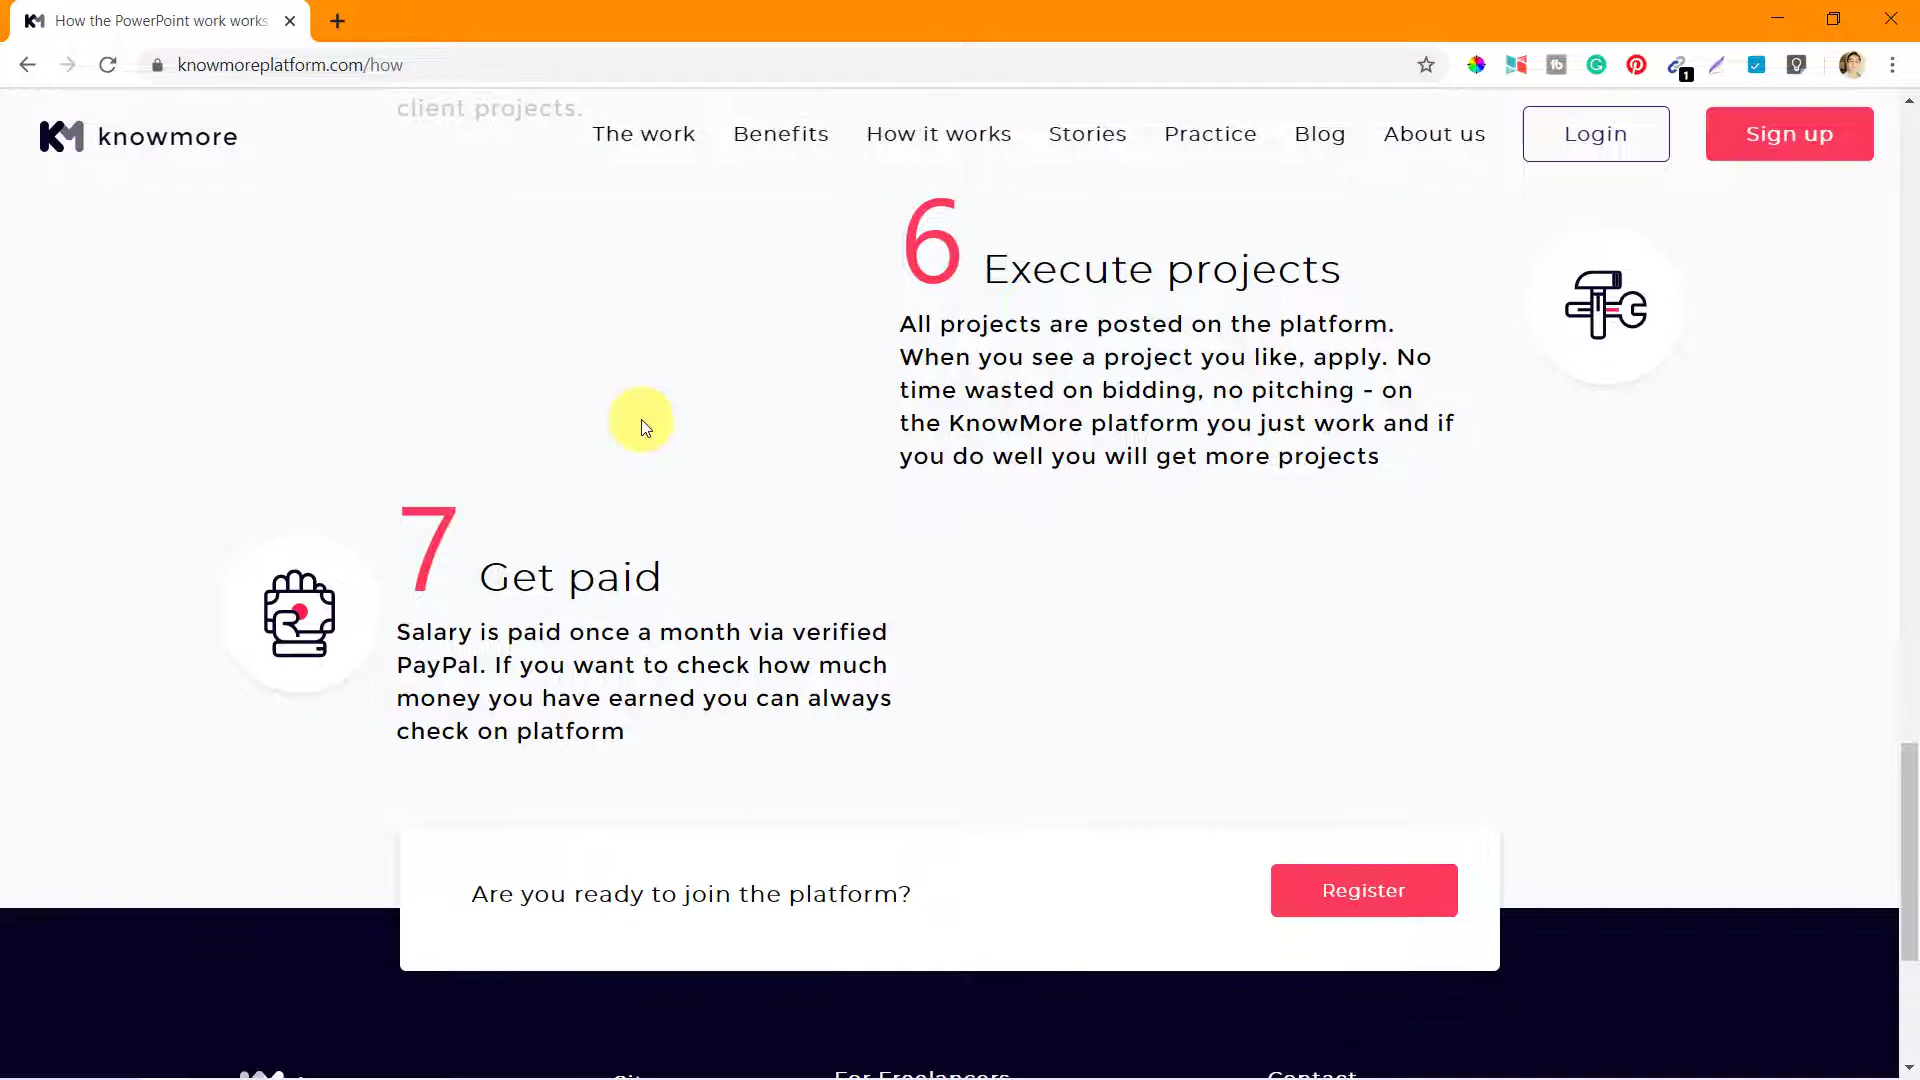 How the PowerPoint work works
knowmoreplatform.com/how
client projects.
KM knowmore
The work
Benefits
How it works
Stories
Practice
Blog
About us
Login
Sign up
6 Execute projects
All projects are posted on the platform.
When you see a project you like, apply. No
time wasted on bidding, no pitching - on
the KnowMore platform you just work and if
you do well you will get more projects
7 Get paid
Salary is paid once a month via verified
PayPal. If you want to check how much
money you have earned you can always
check on platform
Are you ready to join the platform?
Register
For Freelancers
Contact